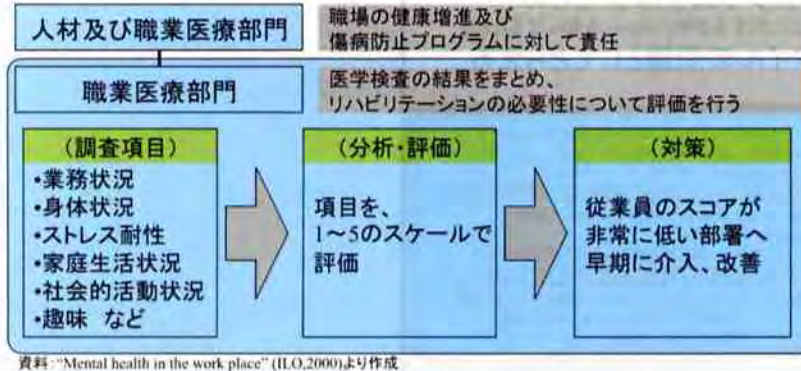 人材及び職業医療部門
職場の健康増進及び
傷病防止プログラムに対して責任
職業医療部門
医学検査の結果をまとめ、
リハビリテーションの必要性について評価を行う
（調査項目）
•業務状況
•身体状況
•ストレス耐性
•家庭生活状況
•社会的活動状況
•趣味 など
（分析・評価）
項目を、
1～5のスケールで
評価
（対策）
従業員のスコアが
非常に低い部署へ
早期に介入、改善
資料："Mental health in the work place" (ILO,2000)より作成